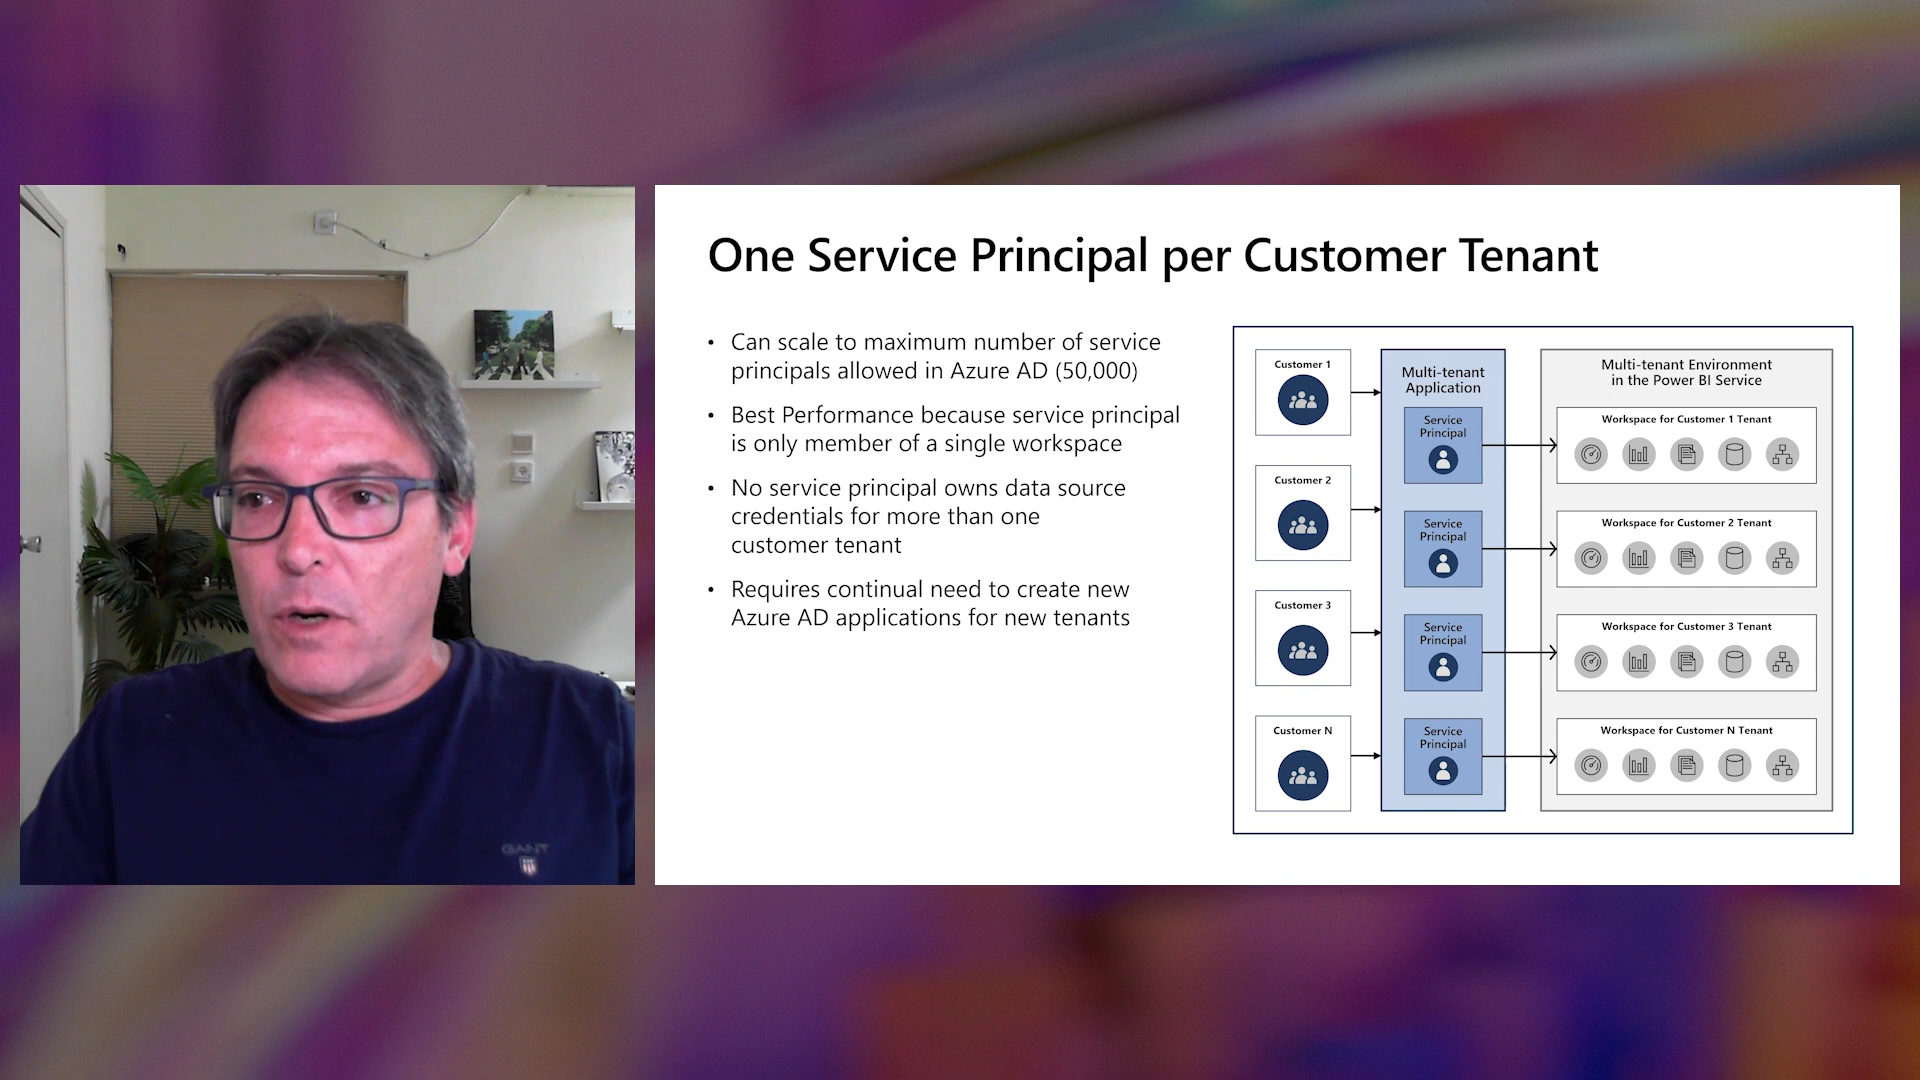 One Service Principal per Customer Tenant
• Can scale to maximum number of service
principals allowed in Azure AD (50,000)
• Best Performance because service principal
is only member of a single workspace
• No service principal owns data source
credentials for more than one
customer tenant
• Requires continual need to create new
Azure AD applications for new tenants
Customer 1
Customer 2
Customer 3
Customer N
Multi-tenant
Application
Service
Principal
Service
Principal
Service
Principal
Service
Principal
Multi-tenant Environment
in the Power BI Service
Workspace for Customer 1 Tenant
Workspace for Customer 2 Tenant
Workspace for Customer 3 Tenant
Workspace for Customer N Tenant
GANT